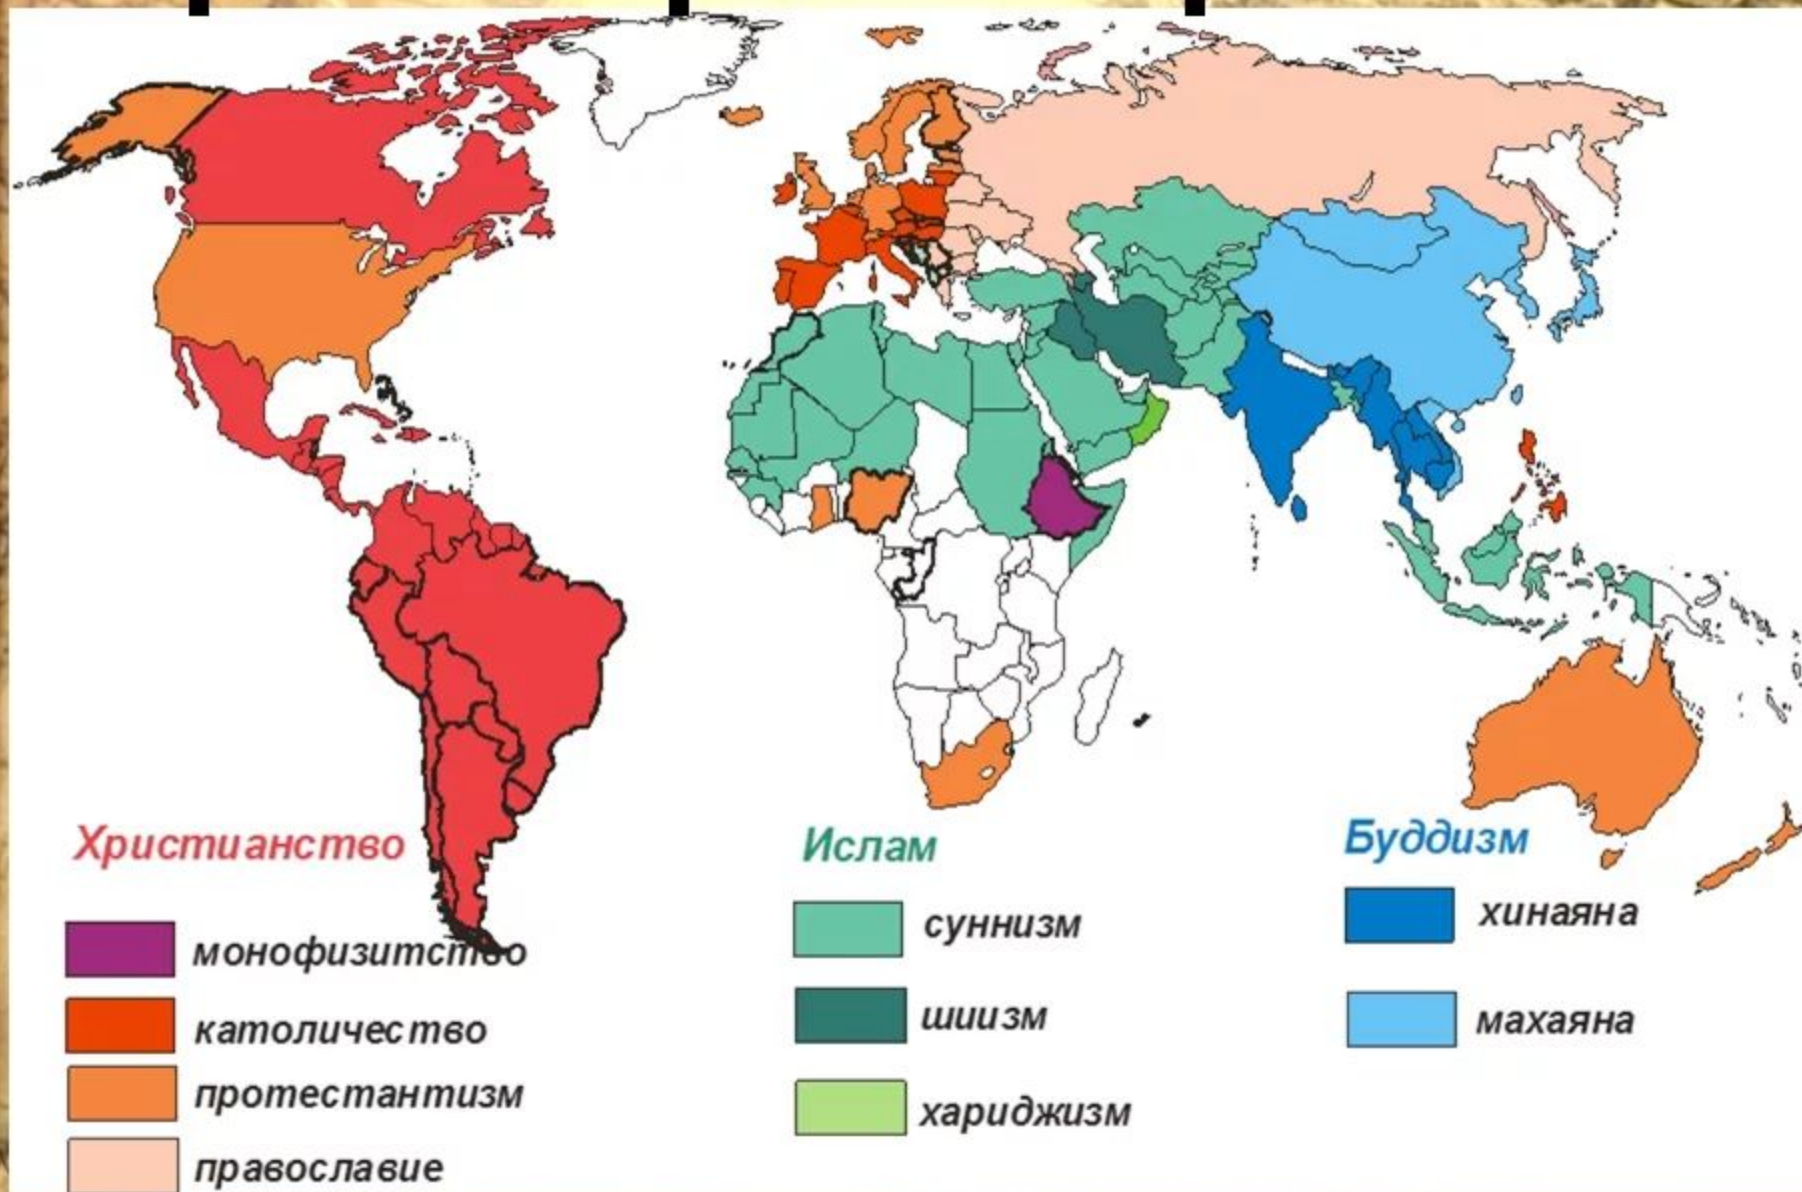 Христианство
монофизитство
католичество
протестантизм
православие
Ислам
суннизм
шиизм
хариджизм
Буддизм
хинаяна
махаяна